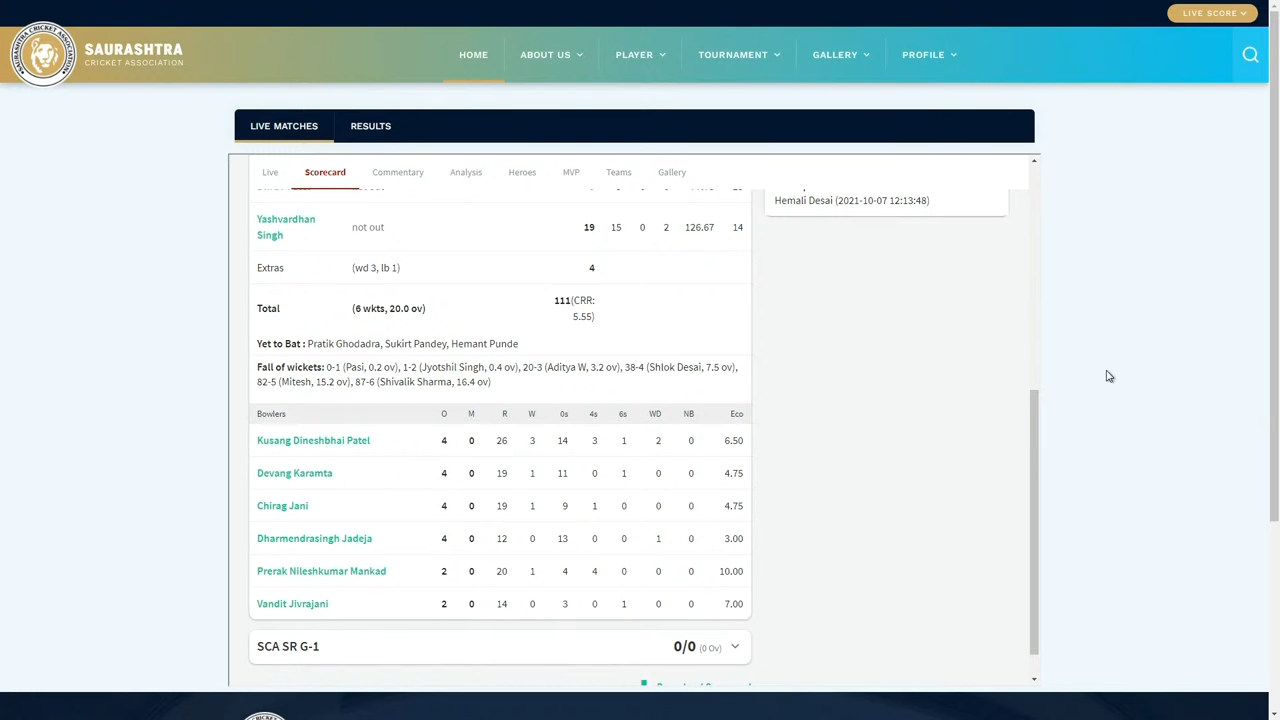 LIVE SCORE
SAURASHTRA
CRICKET ASSOCIATION
HOME ABOUT US PLAYER TOURNAMENT GALLERY PROFILE
LIVE MATCHES RESULTS
Live Scorecard Commentary Analysis Heroes MVP Teams Gallery
Hemali Desai (2021-10-07 12:13:48)
Yashvardhan
Singh not out 19 15 0 2 126.67 14
Extras (wd 3, lb 1) 4
Total (6 wkts, 20.0 ov) 111(CRR:
5.55)
Yet to Bat : Pratik Ghodadra, Sukirt Pandey, Hemant Punde
Fall of wickets: 0-1 (Pasi, 0.2 ov), 1-2 (Jyotshil Singh, 0.4 ov), 20-3 (Aditya W, 3.2 ov), 38-4 (Shlok Desai, 7.5 ov),
82-5 (Mitesh, 15.2 ov), 87-6 (Shivalik Sharma, 16.4 ov)
Bowlers O M R W 0s 4s 6s WD NB Eco
Kusang Dineshbhai Patel 4 0 26 3 14 3 1 2 0 6.50
Devang Karamta 4 0 19 1 11 0 1 0 0 4.75
Chirag Jani 4 0 19 1 9 1 0 0 0 4.75
Dharmendrasingh Jadeja 4 0 12 0 13 0 0 1 0 3.00
Prerak Nileshkumar Mankad 2 0 20 1 4 4 0 0 0 10.00
Vandit Jivrajani 2 0 14 0 3 0 1 0 0 7.00
SCA SR G-1 0/0 (0 Ov)